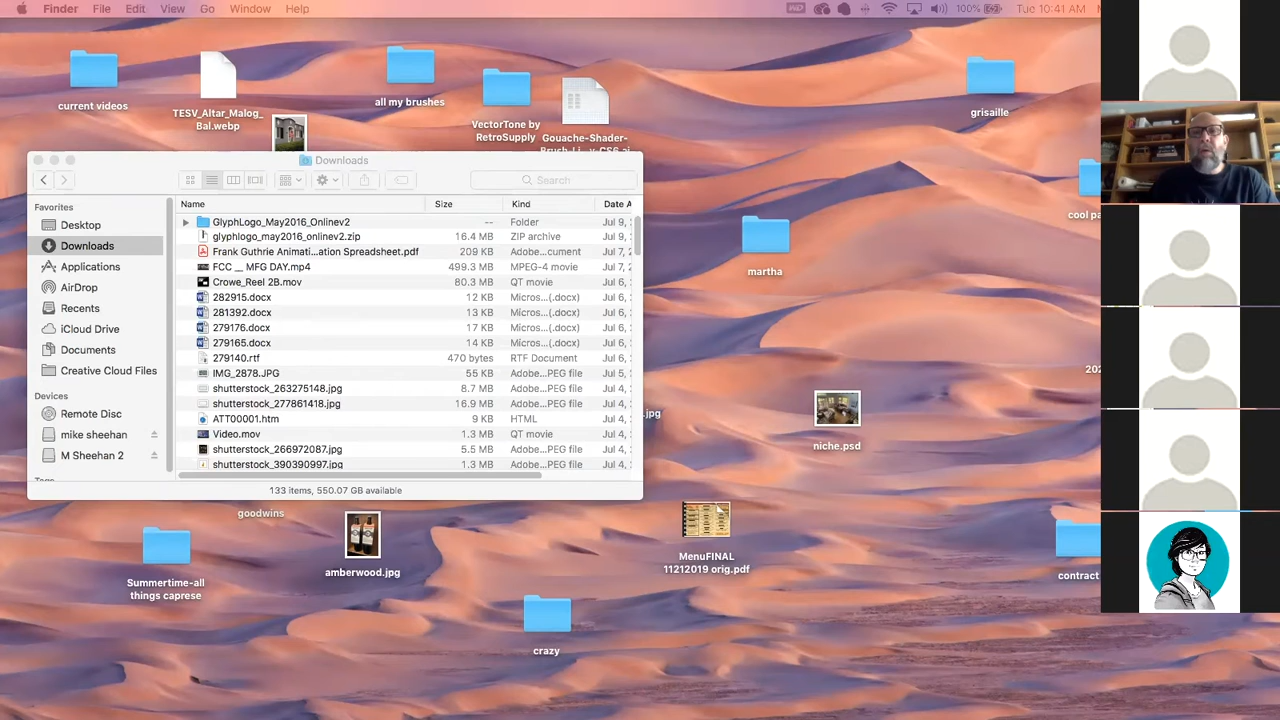 Finder File Edit View Go Window Help 100% Tue 10:41 AM
current videos
TESV_Altar_Malog_
Bal.webp
all my brushes
VectorTone by
RetroSupply
Gouache-Shader-
Brush-Li...y-CS6.ai
grisaille
Downloads
Search
Favorites
Desktop
Downloads
Applications
AirDrop
Recents
iCloud Drive
Documents
Creative Cloud Files
Devices
Remote Disc
mike sheehan
M Sheehan 2
Tags
Name Size Kind Date A
GlyphLogo_May2016_Onlinev2 -- Folder Jul 9,
glyphlogo_may2016_onlinev2.zip 16.4 MB ZIP archive Jul 9,
Frank Guthrie Animati...ation Spreadsheet.pdf 209 KB Adobe...cument Jul 7,
FCC __ MFG DAY.mp4 499.3 MB MPEG-4 movie Jul 6,
Crowe_Reel 2B.mov 80.3 MB QT movie Jul 6,
282915.docx 12 KB Micros...(.docx) Jul 6,
281392.docx 13 KB Micros...(.docx) Jul 6,
279176.docx 17 KB Micros...(.docx) Jul 6,
279165.docx 14 KB Micros...(.docx) Jul 6,
279140.rtf 470 bytes RTF Document Jul 6,
IMG_2878.JPG 55 KB Adobe...PEG file Jul 5,
shutterstock_263275148.jpg 8.7 MB Adobe...PEG file Jul 4,
shutterstock_277861418.jpg 16.9 MB Adobe...PEG file Jul 4,
ATT00001.htm 9 KB HTML Jul 4,
Video.mov 1.3 MB QT movie Jul 4,
shutterstock_266972087.jpg 5.5 MB Adobe...PEG file Jul 4,
shutterstock_390390997.jpg 1.3 MB Adobe...PEG file Jul 4,
133 items, 550.07 GB available
cool pa
martha
202
.jpg
niche.psd
goodwins
amberwood.jpg
MenuFINAL
11212019 orig.pdf
contract
Summertime-all
things caprese
crazy